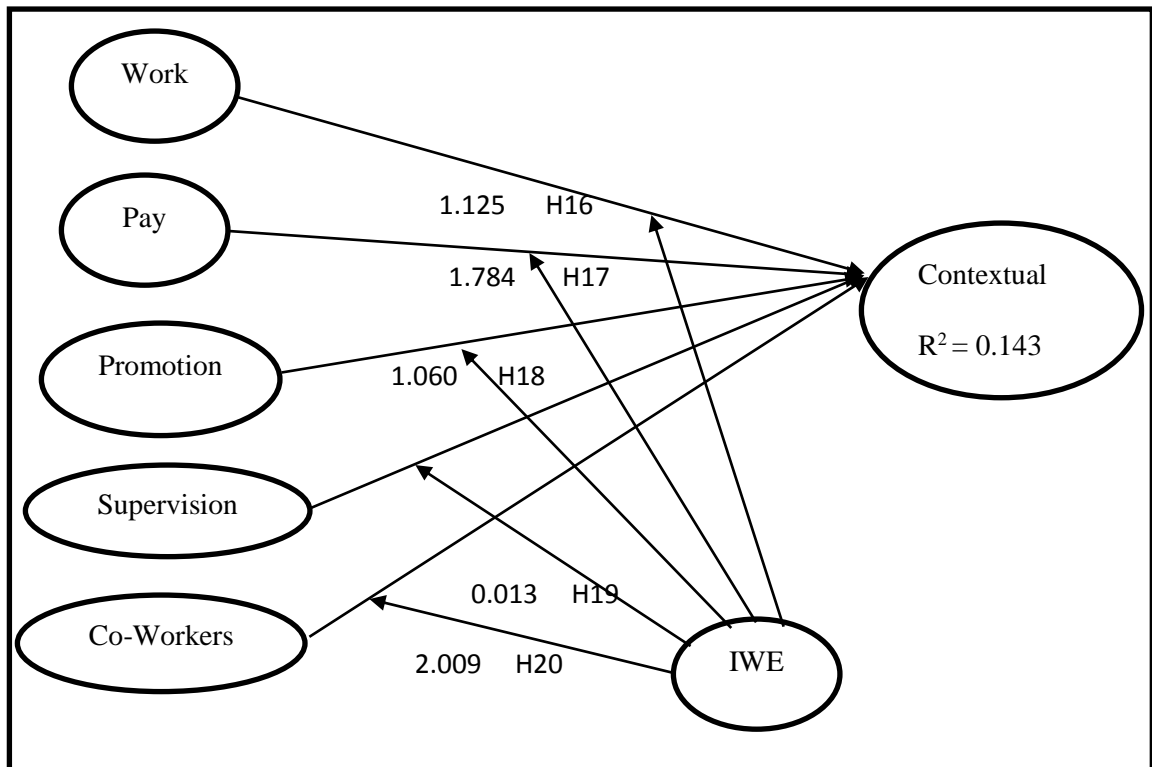 Work
1.125 H16
Pay
1.784 H17
Contextual
R² = 0.143
Promotion
1.060 H18
Supervision
0.013 H19
Co-Workers
2.009 H20
IWE